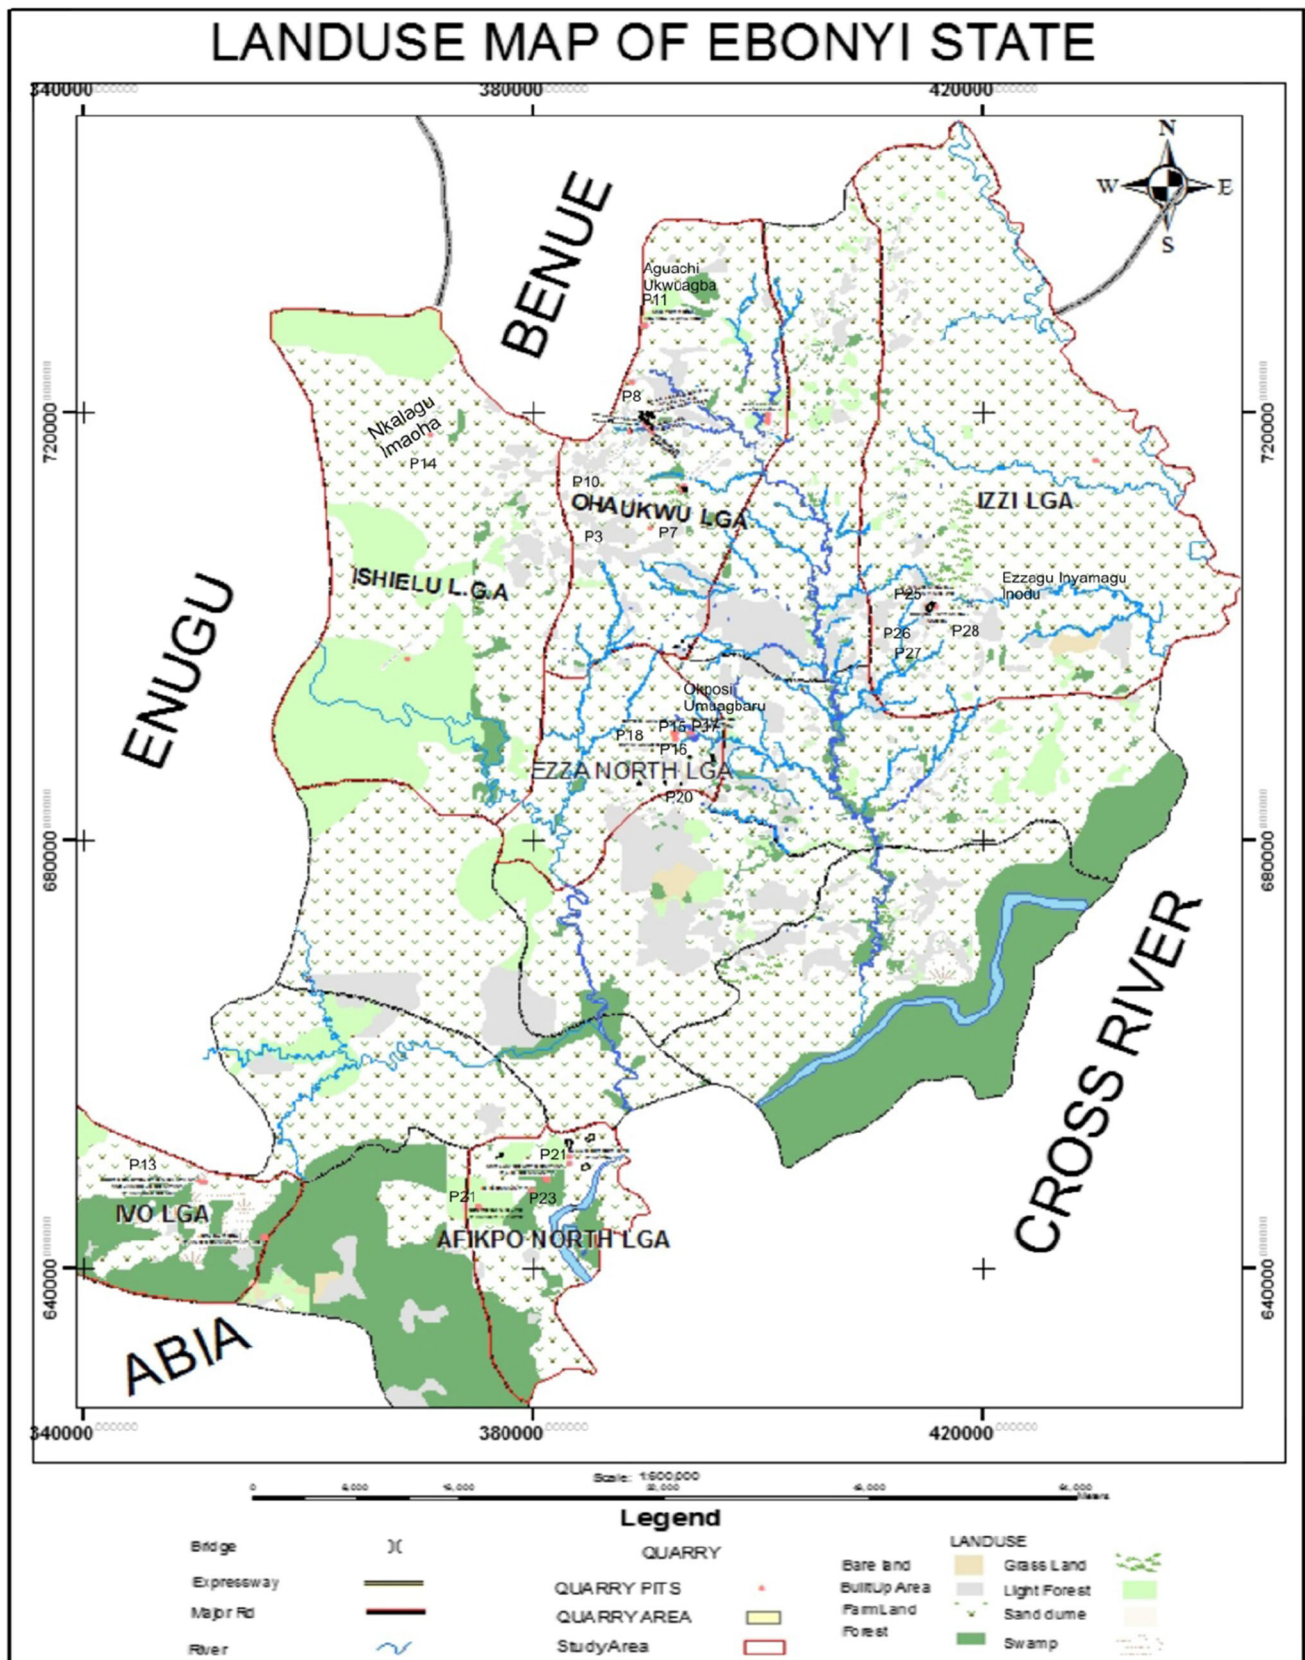 LANDUSE MAP OF EBONYI STATE
340000
380000
420000
N
W
E
S
BENUE
Aguachi
Ukwuagba
P11
720000
720000
P8
Nkalagu
Imaoha
P14
P10
OHAUKWU LGA
IZZI LGA
P3
P7
ISHIELU L.G.A
Ezzagu Inyamagu
Inodu
P25
P26
P28
P27
ENUGU
Okposi
Umuagbaru
P15
P17
P18
P16
EZZA NORTH LGA
P20
680000
680000
CROSS RIVER
P13
P21
P21
P23
IVO LGA
AFIKPO NORTH LGA
640000
640000
ABIA
340000
380000
420000
Scale: 1:600,000
Legend
Bridge
QUARRY
LANDUSE
Expressway
QUARRY PITS
Bare land
Grass Land
Major Rd
QUARRY AREA
BuiltUp Area
Light Forest
River
StudyArea
FarmLand
Sand dume
Forest
Swamp